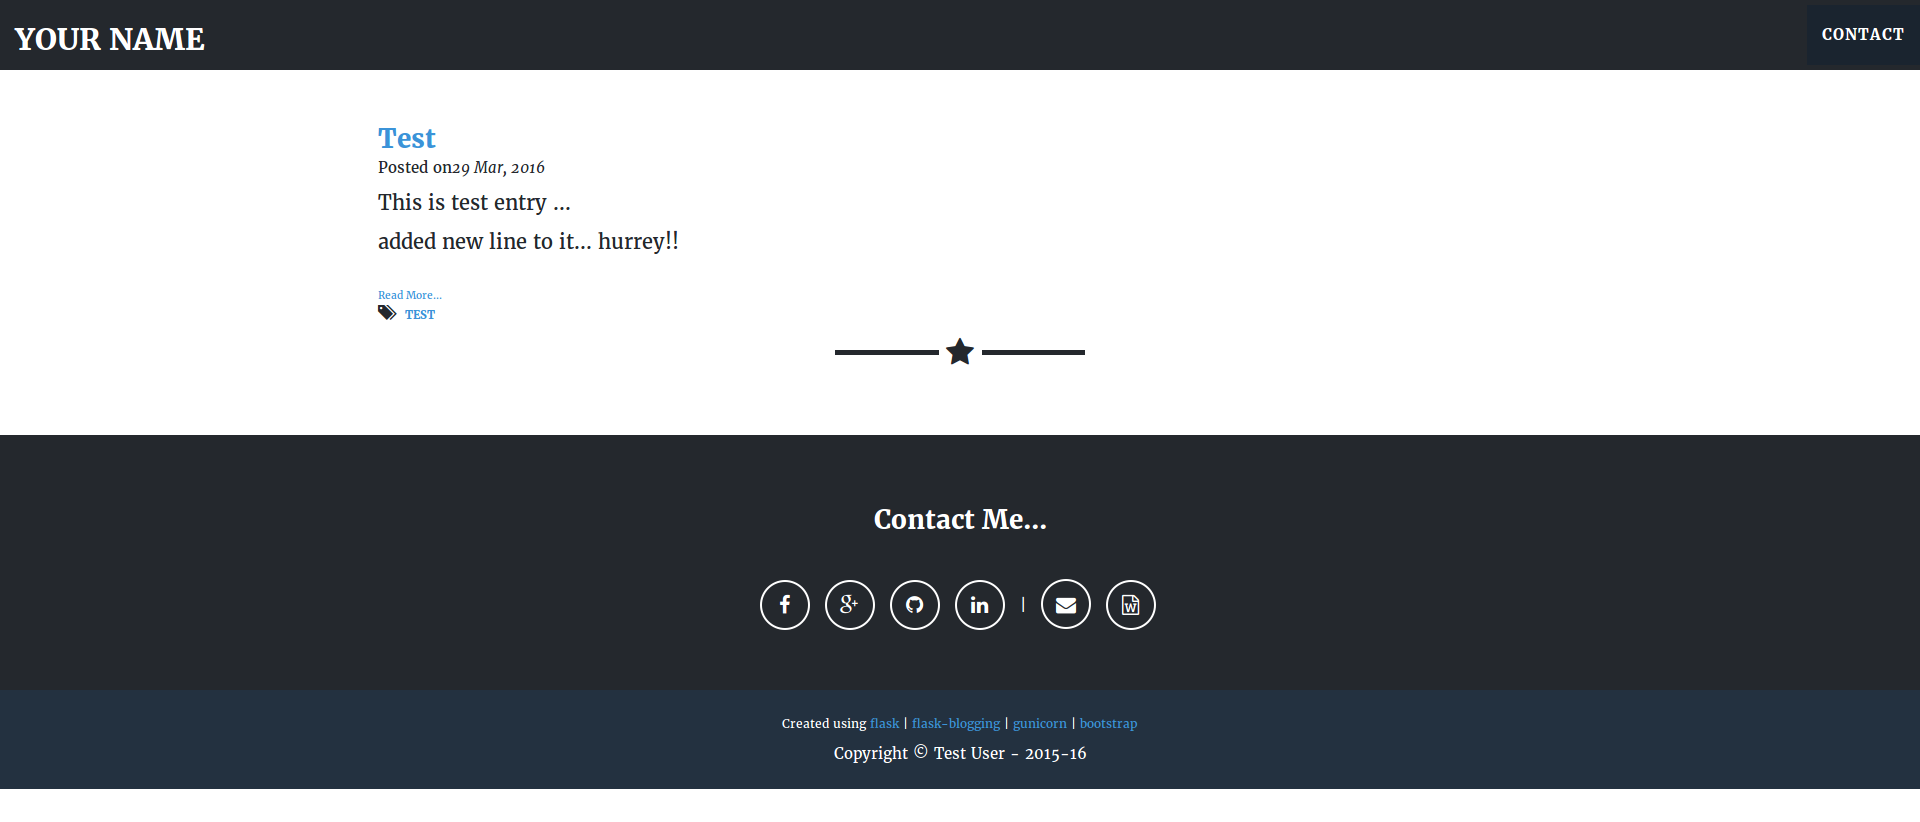 YOUR NAME
CONTACT
Test
Posted on29 Mar, 2016
This is test entry ...
added new line to it... hurrey!!
Read More...
TEST
Contact Me...
|
Created using flask | flask-blogging | gunicorn | bootstrap
Copyright © Test User - 2015-16